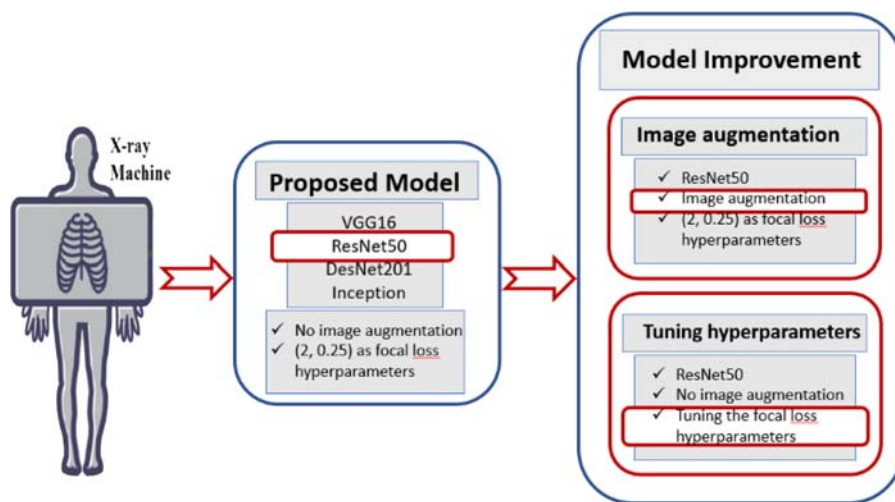 X-ray
Machine
Proposed Model
VGG16
ResNet50
DesNet201
Inception
✓ No image augmentation
✓ (2, 0.25) as focal loss
hyperparameters
Model Improvement
Image augmentation
✓ ResNet50
✓ Image augmentation
✓ (2, 0.25) as focal loss
hyperparameters
Tuning hyperparameters
✓ ResNet50
✓ No image augmentation
✓ Tuning the focal loss
hyperparameters